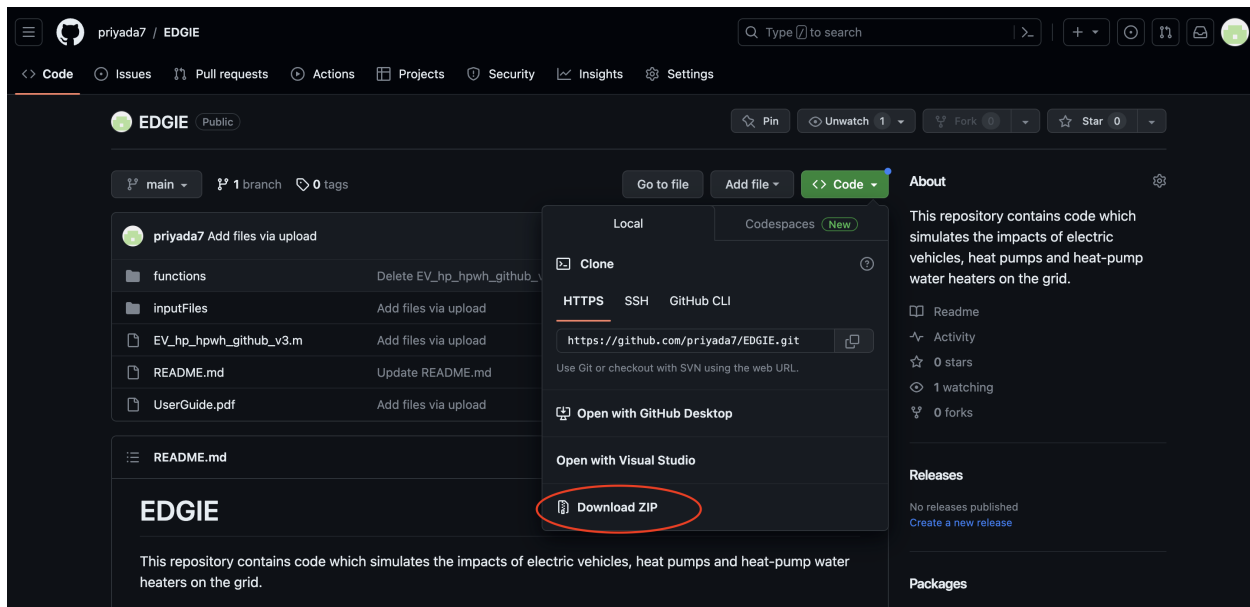 priyada7 / EDGIE
Type / to search
Code Issues Pull requests Actions Projects Security Insights Settings
EDGIE Public
Pin Unwatch 1 Fork 0 Star 0
main 1 branch 0 tags
Go to file Add file Code
priyada7 Add files via upload
functions Delete EV_hp_hpwh_github_v
inputFiles Add files via upload
EV_hp_hpwh_github_v3.m Add files via upload
README.md Update README.md
UserGuide.pdf Add files via upload
Local Codespaces New
Clone
HTTPS SSH GitHub CLI
https://github.com/priyada7/EDGIE.git
Use Git or checkout with SVN using the web URL.
Open with GitHub Desktop
Open with Visual Studio
Download ZIP
README.md
EDGIE
This repository contains code which simulates the impacts of electric vehicles, heat pumps and heat-pump water
heaters on the grid.
About
This repository contains code which
simulates the impacts of electric
vehicles, heat pumps and heat-pump
water heaters on the grid.
Readme
Activity
0 stars
1 watching
0 forks
Releases
No releases published
Create a new release
Packages